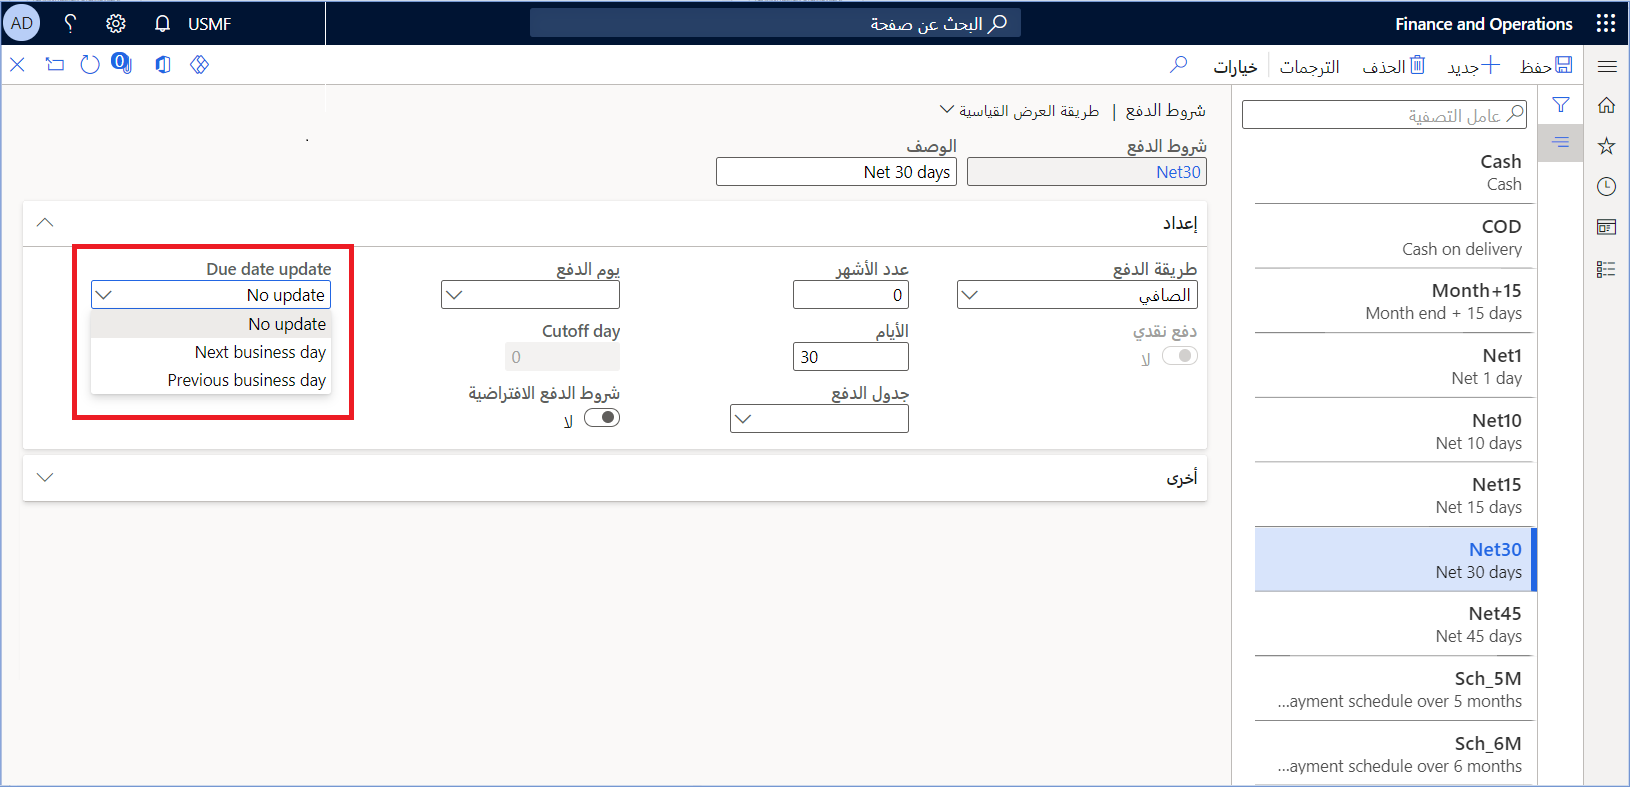 Finance and Operations
البحث عن صفحة
USMF
AD
حفظ
جديد
الحذف
الترجمات
خيارات
0
عامل التصفية
Cash
Cash
COD
Cash on delivery
Month+15
Month end + 15 days
Net1
Net 1 day
Net10
Net 10 days
Net15
Net 15 days
Net30
Net 30 days
Net45
Net 45 days
Sch_5M
...ayment schedule over 5 months
Sch_6M
...ayment schedule over 6 months
شروط الدفع | طريقة العرض القياسية
شروط الدفع
Net30
الوصف
Net 30 days
إعداد
طريقة الدفع
الصافي
دفع نقدي
لا
عدد الأشهر
0
الأيام
30
جدول الدفع
يوم الدفع
Cutoff day
0
شروط الدفع الافتراضية
لا
Due date update
No update
No update
Next business day
Previous business day
أخرى